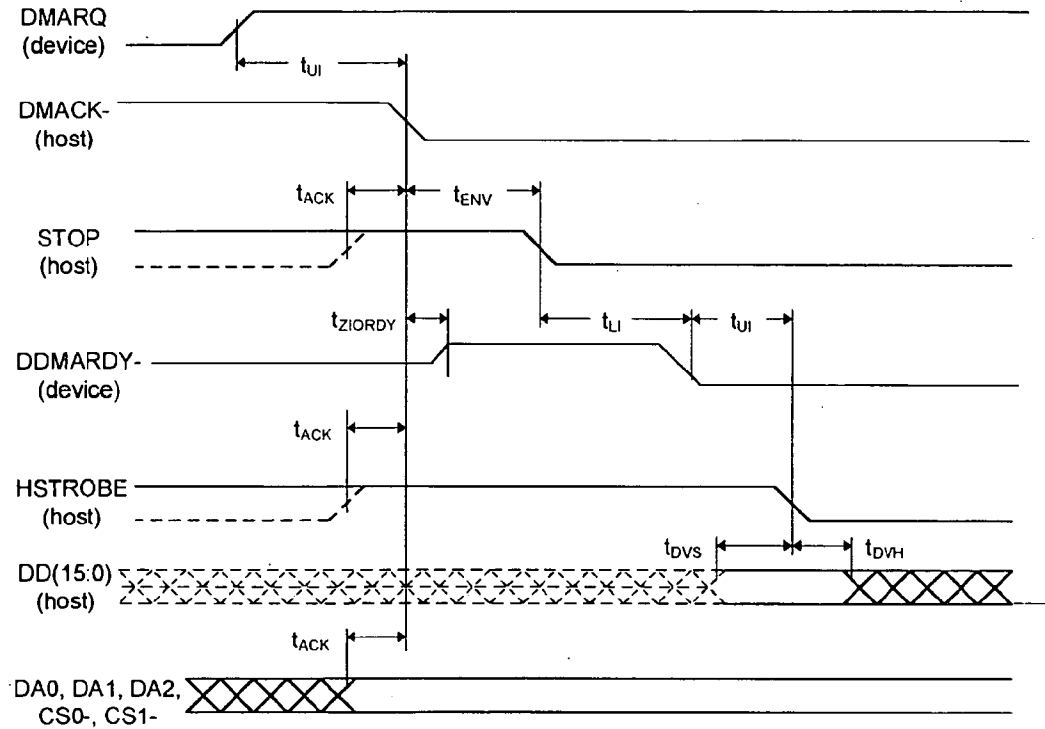 DMARQ
(device)
tUI
DMACK-
(host)
tACK
tENV
STOP
(host)
tZIORDY
tLI
tUI
DDMARDY-
(device)
tACK
HSTROBE
(host)
tDVS
tDVH
DD(15:0)
(host)
tACK
DA0, DA1, DA2,
CS0-, CS1-